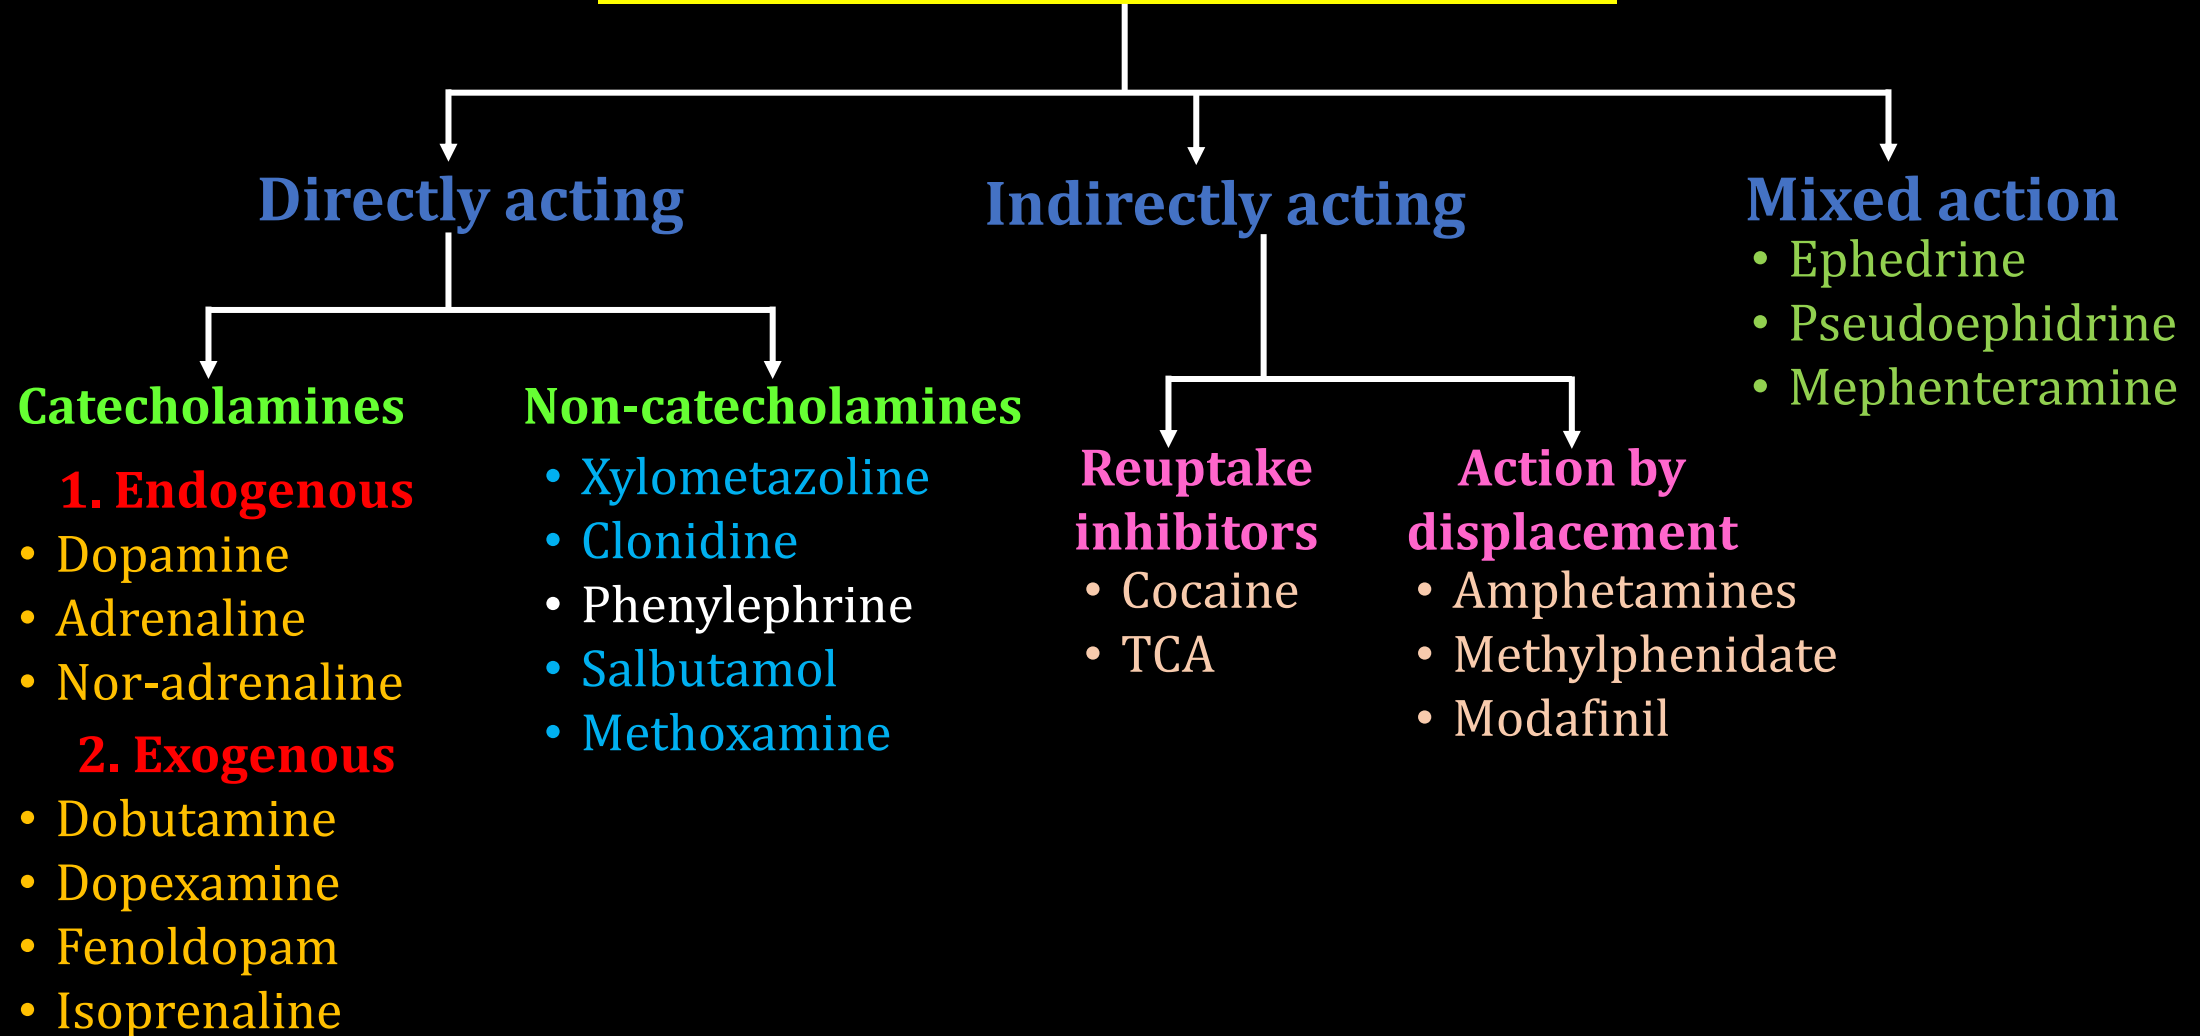 Directly acting
Indirectly acting
Mixed action
• Ephedrine
• Pseudoephidrine
• Mephenteramine
Catecholamines
1. Endogenous
• Dopamine
• Adrenaline
• Nor-adrenaline
2. Exogenous
• Dobutamine
• Dopexamine
• Fenoldopam
• Isoprenaline
Non-catecholamines
• Xylometazoline
• Clonidine
• Phenylephrine
• Salbutamol
• Methoxamine
Reuptake
inhibitors
• Cocaine
• TCA
Action by
displacement
• Amphetamines
• Methylphenidate
• Modafinil